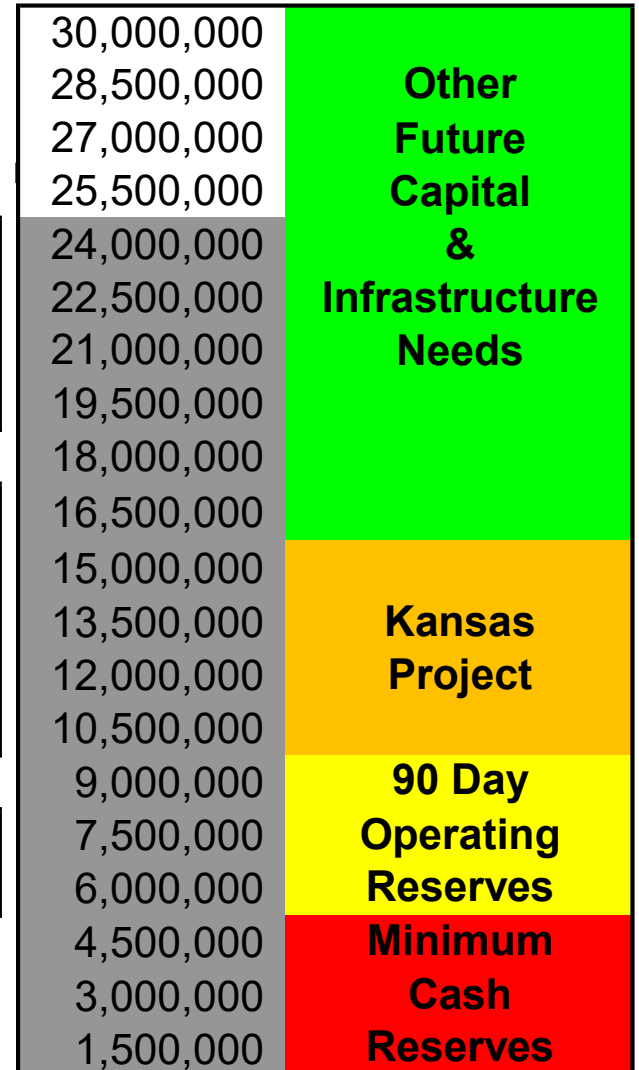 30,000,000
28,500,000 Other
27,000,000 Future
25,500,000 Capital
24,000,000 &
22,500,000 Infrastructure
21,000,000 Needs
19,500,000
18,000,000
16,500,000
15,000,000
13,500,000 Kansas
12,000,000 Project
10,500,000
9,000,000 90 Day
7,500,000 Operating
6,000,000 Reserves
4,500,000 Minimum
3,000,000 Cash
1,500,000 Reserves